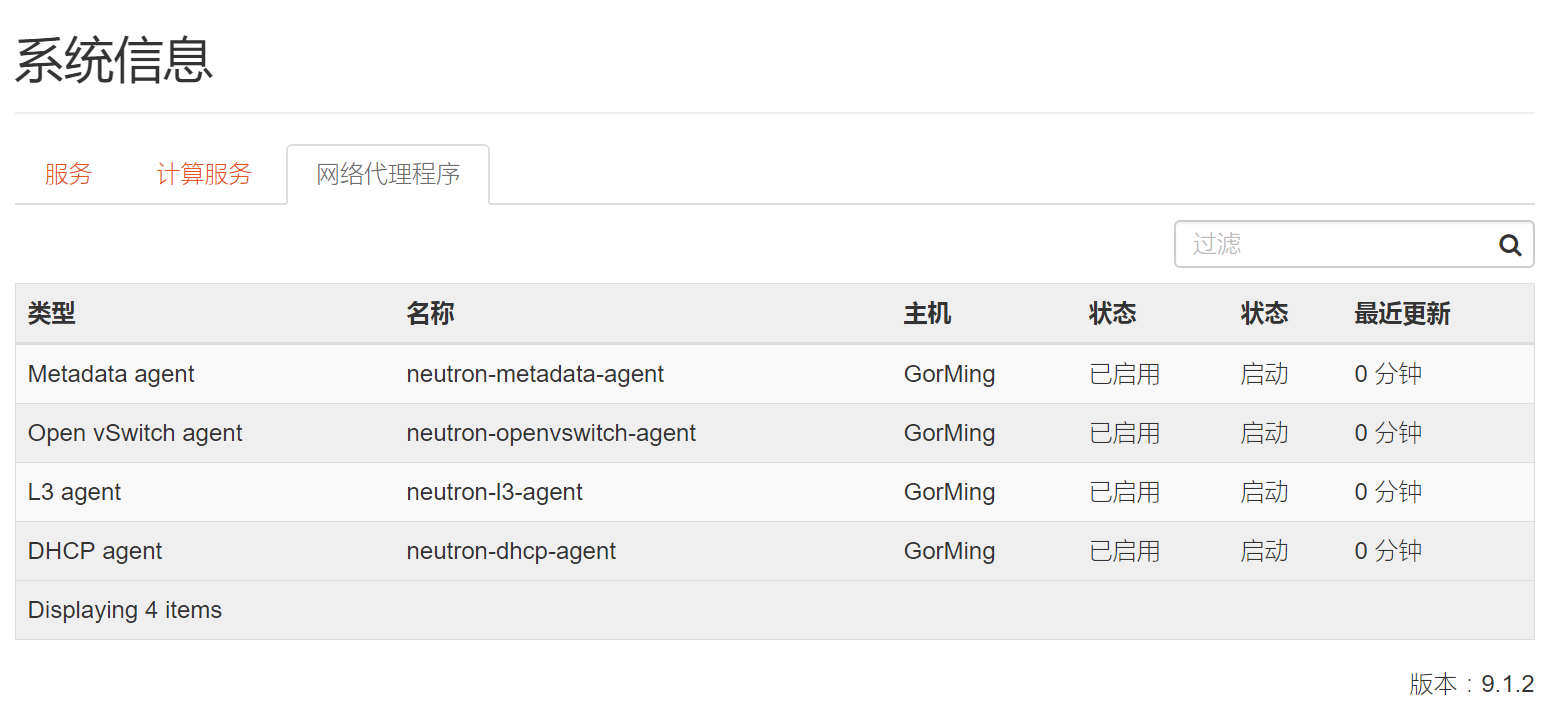 系统信息
服务 计算服务 网络代理程序
过滤
类型 名称 主机 状态 状态 最近更新
Metadata agent neutron-metadata-agent GorMing 已启用 启动 0 分钟
Open vSwitch agent neutron-openvswitch-agent GorMing 已启用 启动 0 分钟
L3 agent neutron-l3-agent GorMing 已启用 启动 0 分钟
DHCP agent neutron-dhcp-agent GorMing 已启用 启动 0 分钟
Displaying 4 items
版本：9.1.2